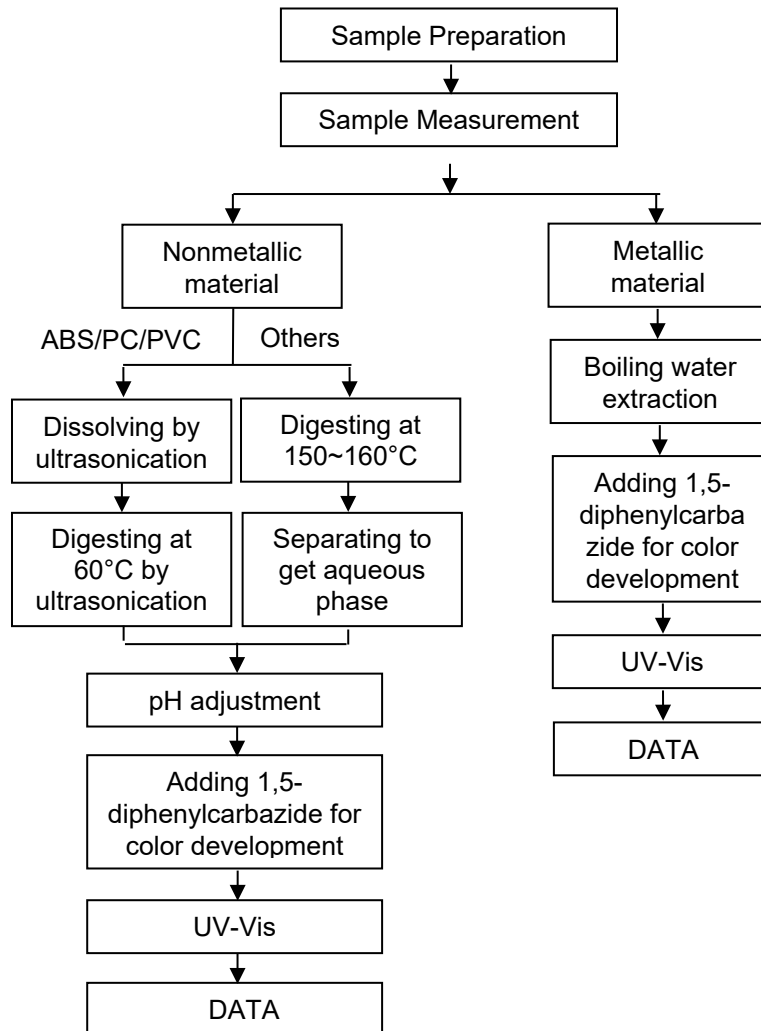 Sample Preparation
Sample Measurement
Nonmetallic
material
Metallic
material
ABS/PC/PVC
Others
Boiling water
extraction
Dissolving by
ultrasonication
Digesting at
150~160°C
Adding 1,5-
diphenylcarba
zide for color
development
Digesting at
60°C by
ultrasonication
Separating to
get aqueous
phase
UV-Vis
pH adjustment
DATA
Adding 1,5-
diphenylcarbazide for
color development
UV-Vis
DATA